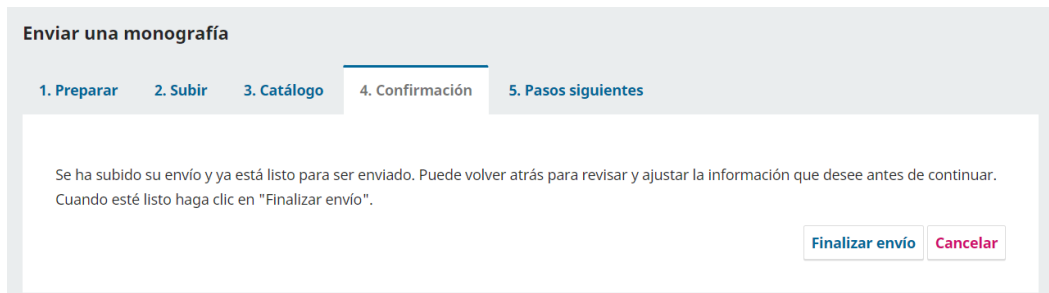 Enviar una monografía
1. Preparar 2. Subir 3. Catálogo 4. Confirmación 5. Pasos siguientes
Se ha subido su envío y ya está listo para ser enviado. Puede volver atrás para revisar y ajustar la información que desee antes de continuar.
Cuando esté listo haga clic en "Finalizar envío".
Finalizar envío Cancelar